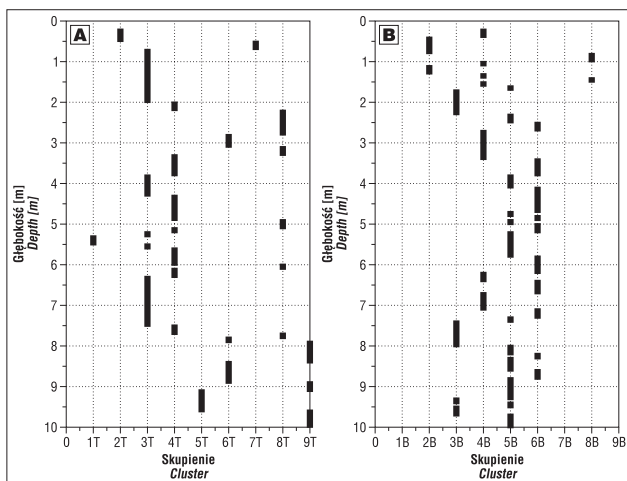 A
B
0
1
2
3
4
5
6
7
8
9
10
Głębokość [m]
Depth [m]
0 1T 2T 3T 4T 5T 6T 7T 8T 9T
Skupienie
Cluster
0
1
2
3
4
5
6
7
8
9
10
Głębokość [m]
Depth [m]
0 1B 2B 3B 4B 5B 6B 7B 8B 9B
Skupienie
Cluster